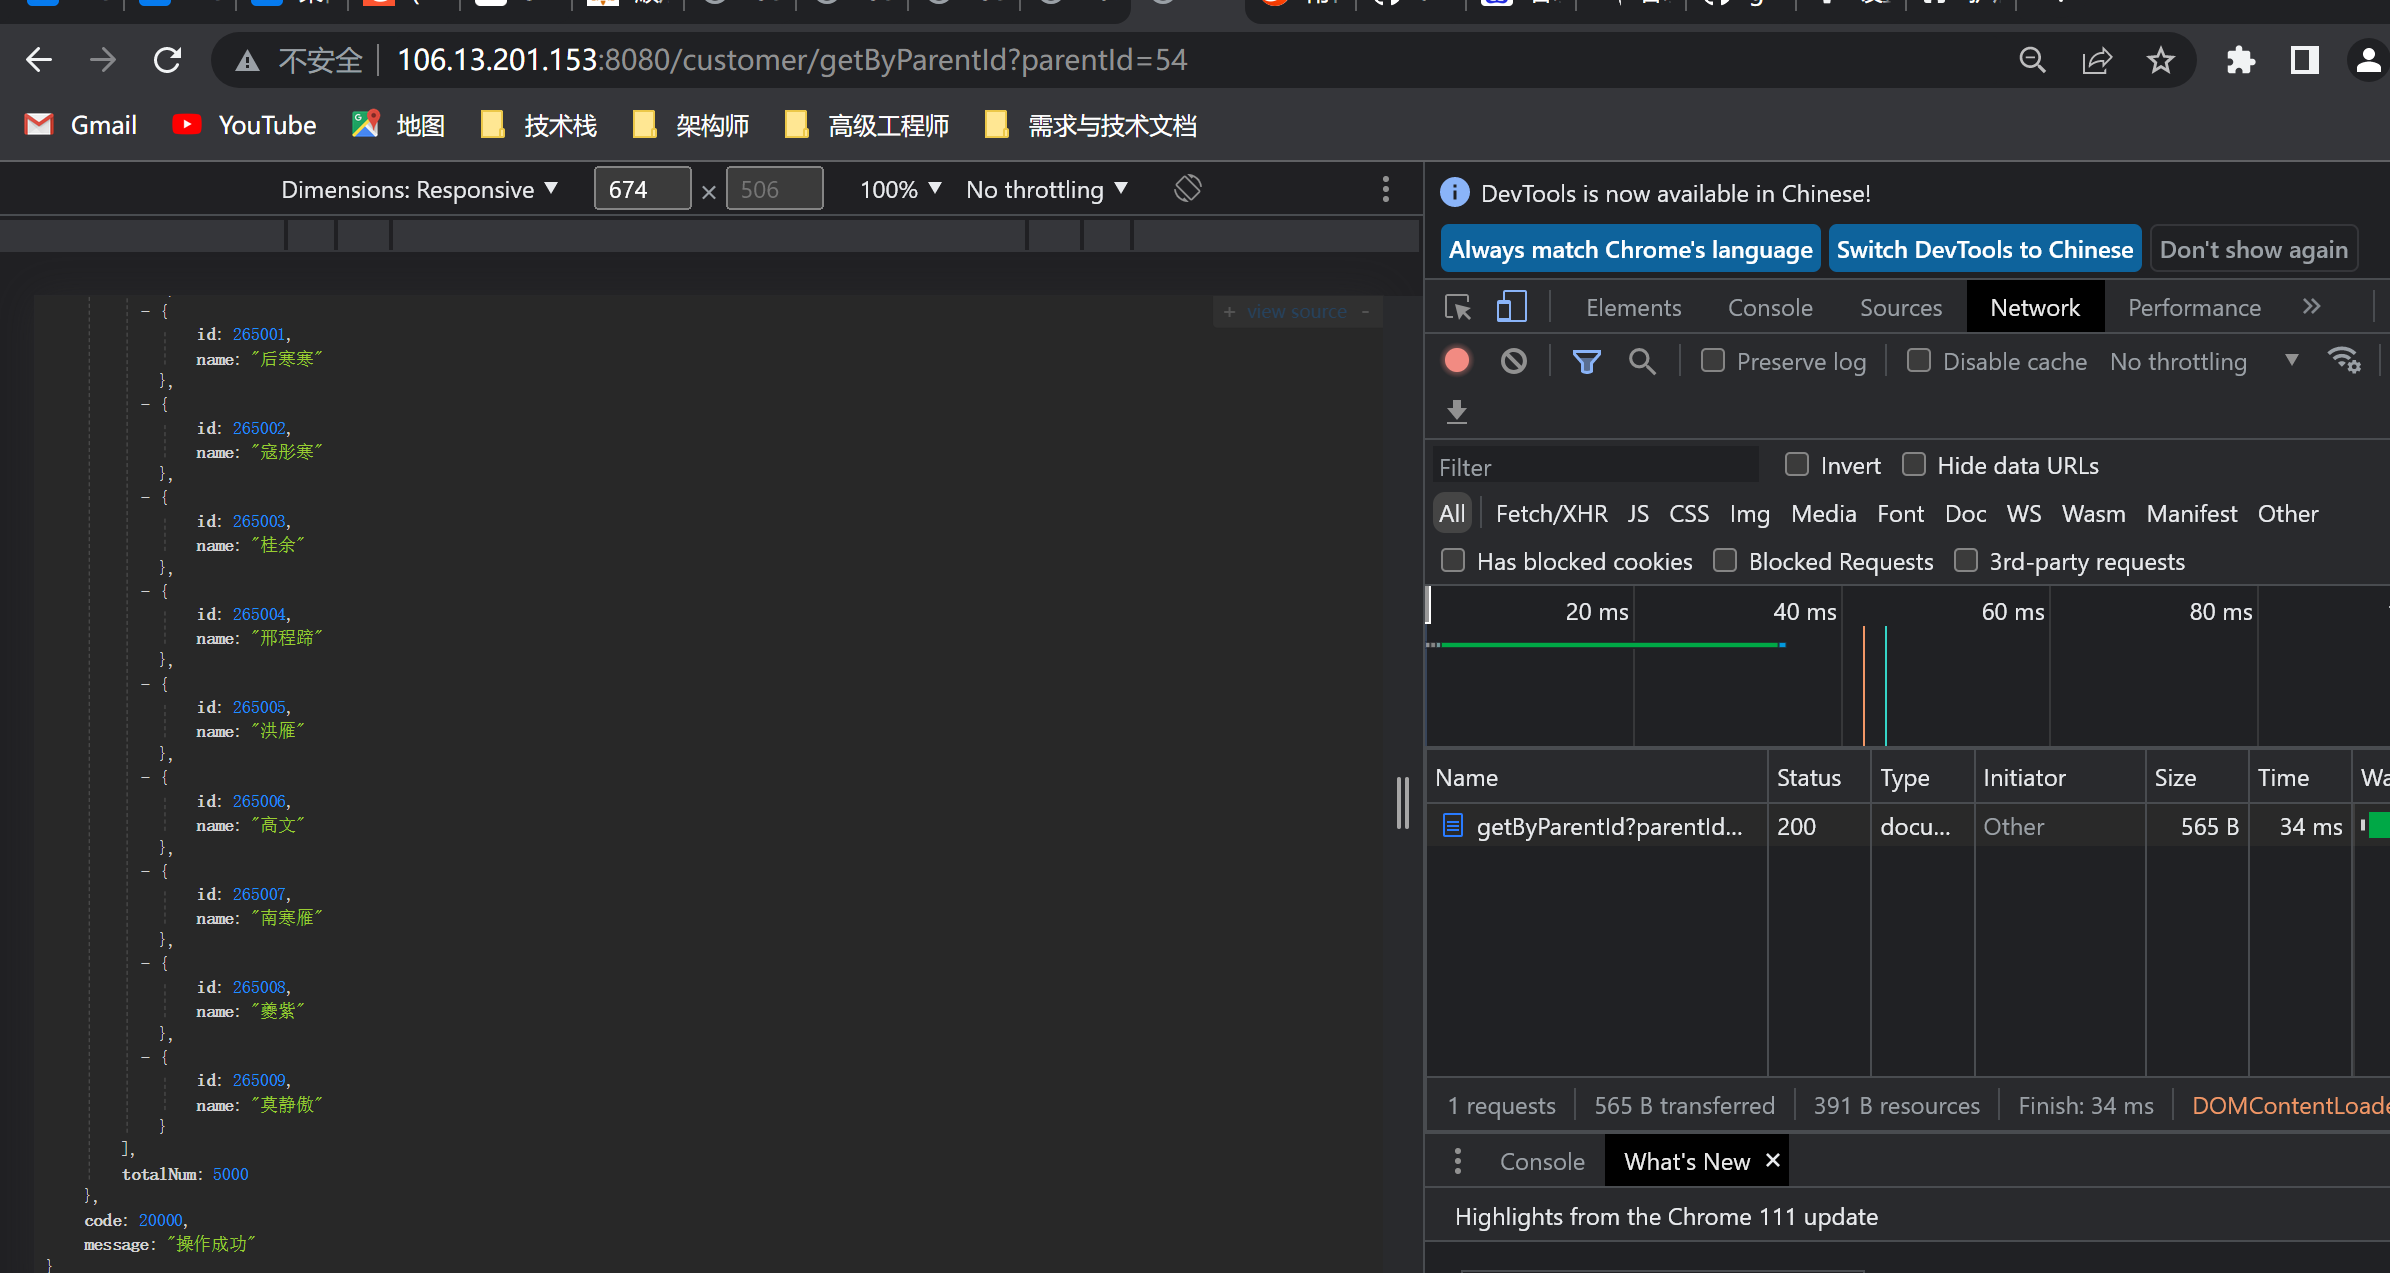 不安全 106.13.201.153:8080/customer/getByParentId?parentId=54
Gmail YouTube 地图 技术栈 架构师 高级工程师 需求与技术文档
Dimensions: Responsive 674 × 506 100% No throttling
+ view source -
- {
id: 265001,
name: "后寒寒"
},
- {
id: 265002,
name: "寇彤寒"
},
- {
id: 265003,
name: "桂余"
},
- {
id: 265004,
name: "邢程蹄"
},
- {
id: 265005,
name: "洪雁"
},
- {
id: 265006,
name: "高文"
},
- {
id: 265007,
name: "南寒雁"
},
- {
id: 265008,
name: "夔紫"
},
- {
id: 265009,
name: "莫静傲"
}
],
totalNum: 5000
},
code: 20000,
message: "操作成功"
}
DevTools is now available in Chinese!
Always match Chrome's language Switch DevTools to Chinese Don't show again
Elements Console Sources Network Performance
Preserve log Disable cache No throttling
Filter Invert Hide data URLs
All Fetch/XHR JS CSS Img Media Font Doc WS Wasm Manifest Other
Has blocked cookies Blocked Requests 3rd-party requests
20 ms 40 ms 60 ms 80 ms
Name Status Type Initiator Size Time Wa
getByParentId?parentId... 200 docu... Other 565 B 34 ms
1 requests 565 B transferred 391 B resources Finish: 34 ms DOMContentLoade
Console What's New ×
Highlights from the Chrome 111 update